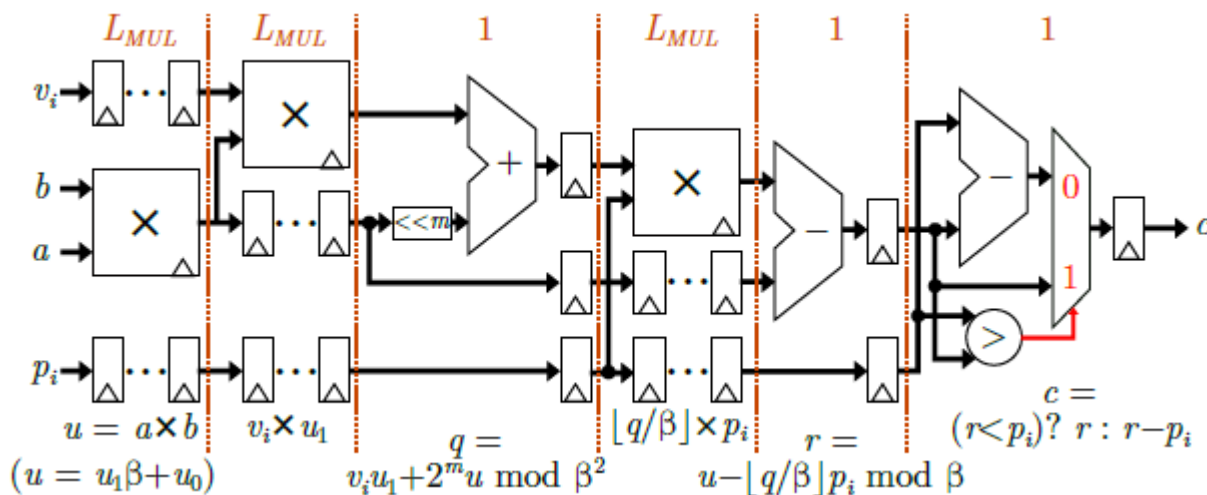 L_MUL L_MUL 1 L_MUL 1 1
v_i ... × + × − − 0
b ... ... 
× <<m 1
a ... >
c
p_i ... ... ...
u = a×b v_i×u_1 q = ⌊q/β⌋×p_i r = c =
(u = u_1β+u_0) v_iu_1+2^m u mod β^2 u−⌊q/β⌋p_i mod β (r<p_i)? r : r−p_i